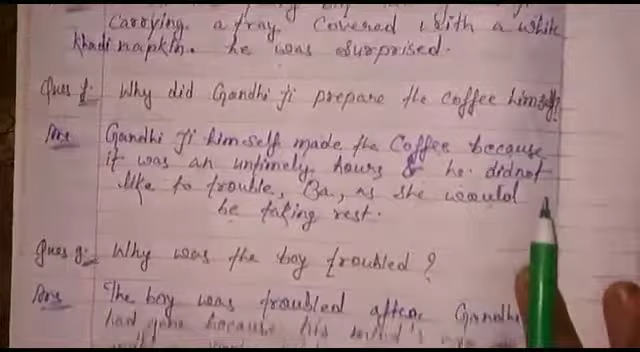 carrying a tray covered with a white
khadi napkin. he was surprised.
Ques f:- Why did Gandhi Ji prepare the coffee himself
Ans Gandhi Ji himself made the Coffee because
it was an untimely hours & he didnot
like to trouble, Ba, as she would
be taking rest.
Ques g:- Why was the boy troubled ?
Ans The boy was troubled after Gandhi
had gone because his